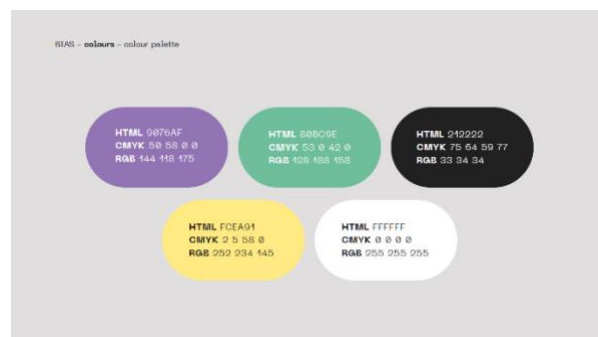 BIAS – colours – colour palette
HTML 9076AF
CMYK 50 58 0 0
RGB 144 118 175
HTML 80BC9E
CMYK 53 0 42 0
RGB 128 188 158
HTML 212222
CMYK 75 64 59 77
RGB 33 34 34
HTML FCEA91
CMYK 2 5 58 0
RGB 252 234 145
HTML FFFFFF
CMYK 0 0 0 0
RGB 255 255 255